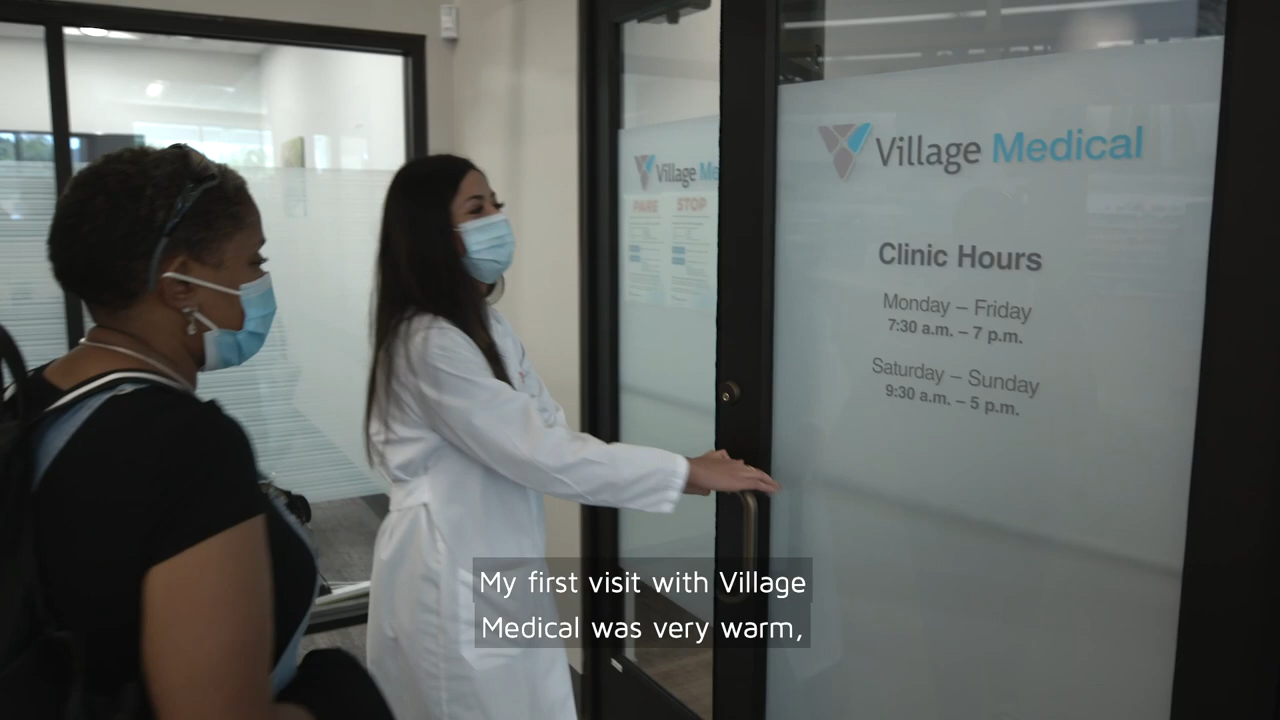 Village Medical
Clinic Hours
Monday – Friday
7:30 a.m. – 7 p.m.
Saturday – Sunday
9:30 a.m. – 5 p.m.
Village Me
PARE STOP
My first visit with Village
Medical was very warm,